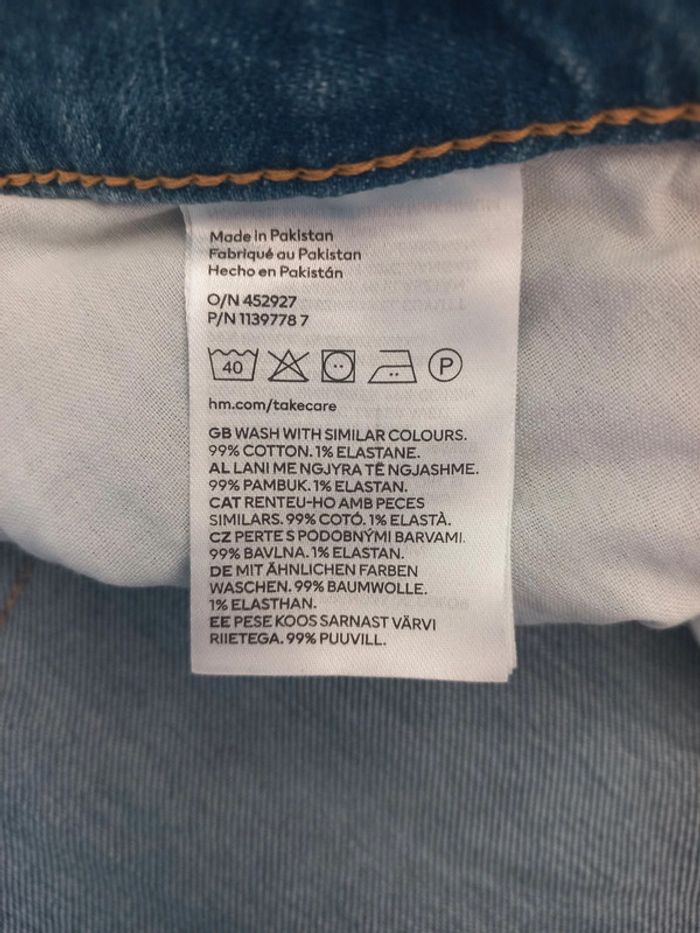 Made in Pakistan
Fabriqué au Pakistan
Hecho en Pakistán
O/N 452927
P/N 1139778 7
40 P
hm.com/takecare
GB WASH WITH SIMILAR COLOURS.
99% COTTON. 1% ELASTANE.
AL LANI ME NGJYRA TË NGJASHME.
99% PAMBUK. 1% ELASTAN.
CAT RENTEU-HO AMB PECES
SIMILARS. 99% COTÓ. 1% ELASTÀ.
CZ PERTE S PODOBNÝMI BARVAMI.
99% BAVLNA. 1% ELASTAN.
DE MIT ÄHNLICHEN FARBEN
WASCHEN. 99% BAUMWOLLE.
1% ELASTHAN.
EE PESE KOOS SARNAST VÄRVI
RIIETEGA. 99% PUUVILL.